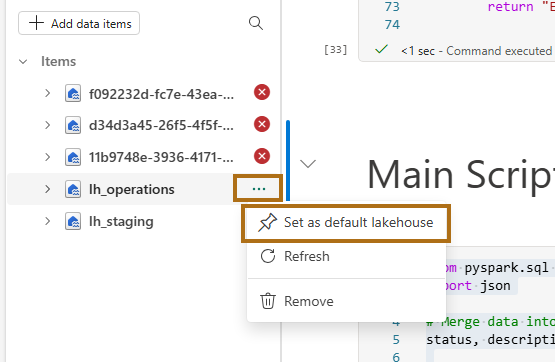 + Add data items
Items
f092232d-fc7e-43ea-...
d34d3a45-26f5-4f5f-...
11b9748e-3936-4171-...
lh_operations
...
lh_staging
Set as default lakehouse
Refresh
Remove
73 return "E
74
[33]
<1 sec - Command executed
Main Scrip
om pyspark.sql
port json
4 # Merge data into
5 status, descripti
6